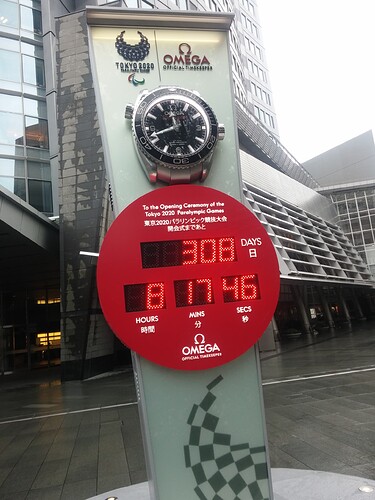 TOKYO 2020
PARALYMPIC GAMES
OMEGA
OFFICIAL TIMEKEEPER
To the Opening Ceremony of the
Tokyo 2020 Paralympic Games
東京2020パラリンピック競技大会
開会式まであと
308 DAYS
日
8 17 46
HOURS MINS SECS
時間 分 秒
OMEGA
OFFICIAL TIMEKEEPER